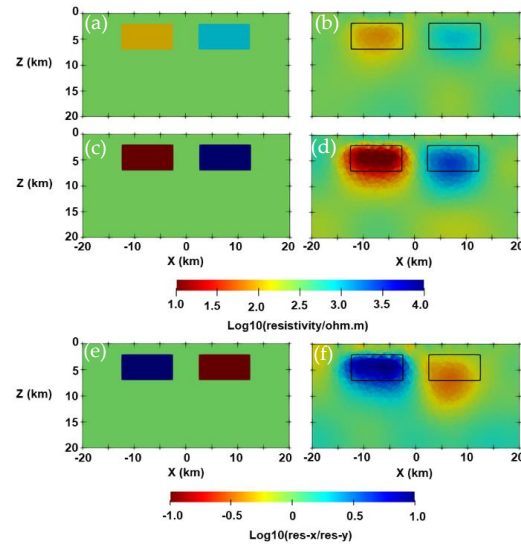 (a) (b)
0
5
Z (km) 10
15
20
(c) (d)
0
5
Z (km) 10
15
20
-20 -10 0 10 20 -20 -10 0 10 20
X (km) X (km)
1.0 1.5 2.0 2.5 3.0 3.5 4.0
Log10(resistivity/ohm.m)
(e) (f)
0
5
Z (km) 10
15
20
-20 -10 0 10 20 -20 -10 0 10 20
X (km) X (km)
-1.0 -0.5 0.0 0.5 1.0
Log10(res-x/res-y)